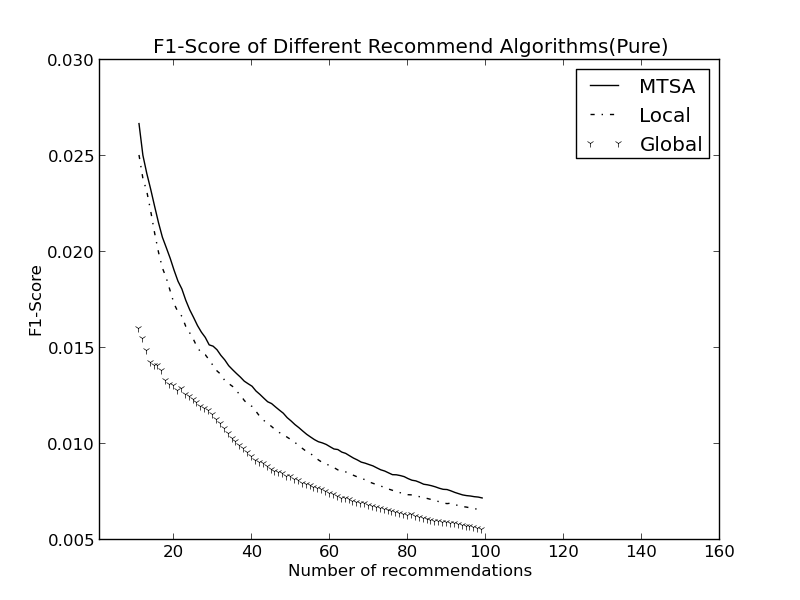 F1-Score of Different Recommend Algorithms(Pure)
0.030
0.025
0.020
0.015
0.010
0.005
F1-Score
MTSA
Local
Global
20 40 60 80 100 120 140 160
Number of recommendations